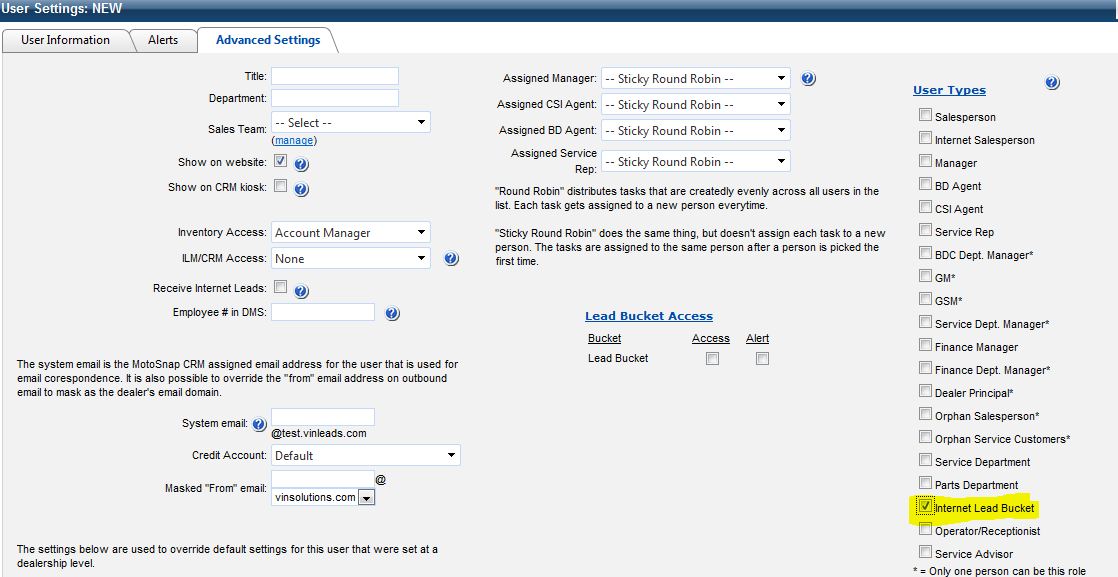 User Settings: NEW
User Information
Alerts
Advanced Settings
Title:
Department:
Sales Team: -- Select --
(manage)
Show on website:
Show on CRM kiosk:
Inventory Access: Account Manager
ILM/CRM Access: None
Receive Internet Leads:
Employee # in DMS:
The system email is the MotoSnap CRM assigned email address for the user that is used for
email corespondence. It is also possible to override the "from" email address on outbound
email to mask as the dealer's email domain.
System email:
@test.vinleads.com
Credit Account: Default
Masked "From" email: @
vinsolutions.com
The settings below are used to override default settings for this user that were set at a
dealership level.
Assigned Manager: -- Sticky Round Robin --
Assigned CSI Agent: -- Sticky Round Robin --
Assigned BD Agent: -- Sticky Round Robin --
Assigned Service
Rep: -- Sticky Round Robin --
"Round Robin" distributes tasks that are createdly evenly across all users in the
list. Each task gets assigned to a new person everytime.
"Sticky Round Robin" does the same thing, but doesn't assign each task to a new
person. The tasks are assigned to the same person after a person is picked the
first time.
Lead Bucket Access
Bucket Access Alert
Lead Bucket
User Types
Salesperson
Internet Salesperson
Manager
BD Agent
CSI Agent
Service Rep
BDC Dept. Manager*
GM*
GSM*
Service Dept. Manager*
Finance Manager
Finance Dept. Manager*
Dealer Principal*
Orphan Salesperson*
Orphan Service Customers*
Service Department
Parts Department
Internet Lead Bucket
Operator/Receptionist
Service Advisor
* = Only one person can be this role